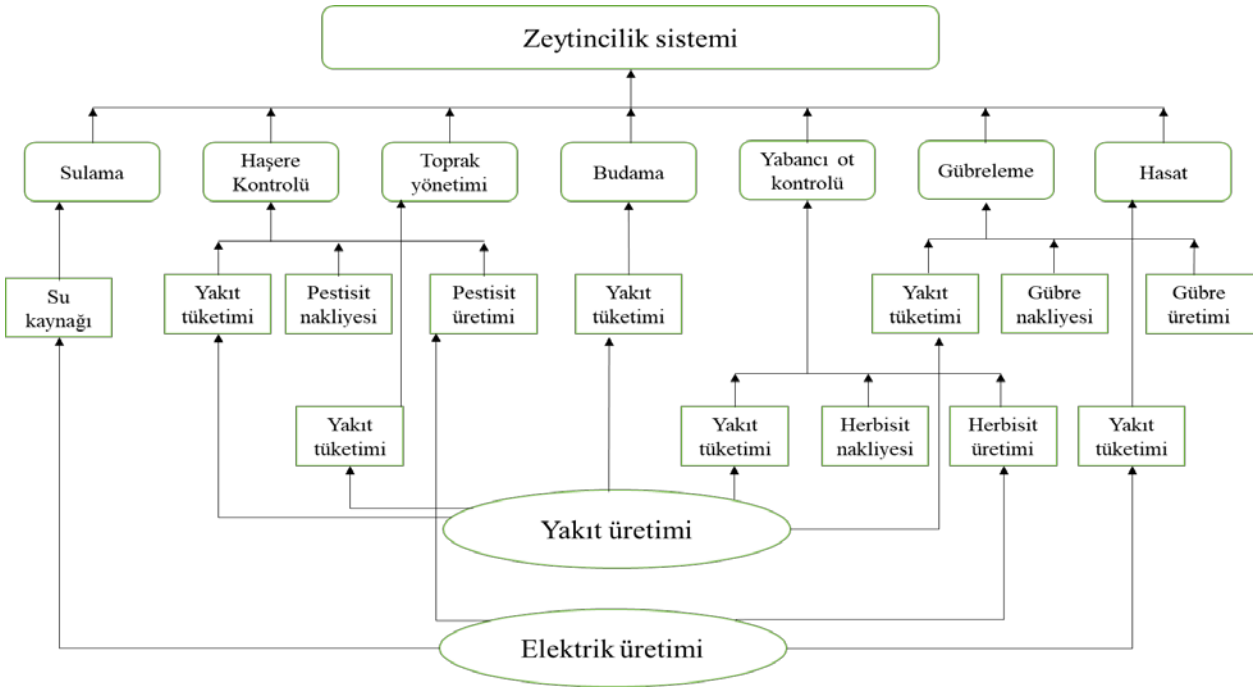 Zeytincilik sistemi
Sulama
Haşere
Kontrolü
Toprak
yönetimi
Budama
Yabancı ot
kontrolü
Gübreleme
Hasat
Su
kaynağı
Yakıt
tüketimi
Pestisit
nakliyesi
Pestisit
üretimi
Yakıt
tüketimi
Yakıt
tüketimi
Gübre
nakliyesi
Gübre
üretimi
Yakıt
tüketimi
Yakıt
tüketimi
Herbisit
nakliyesi
Herbisit
üretimi
Yakıt
tüketimi
Yakıt üretimi
Elektrik üretimi